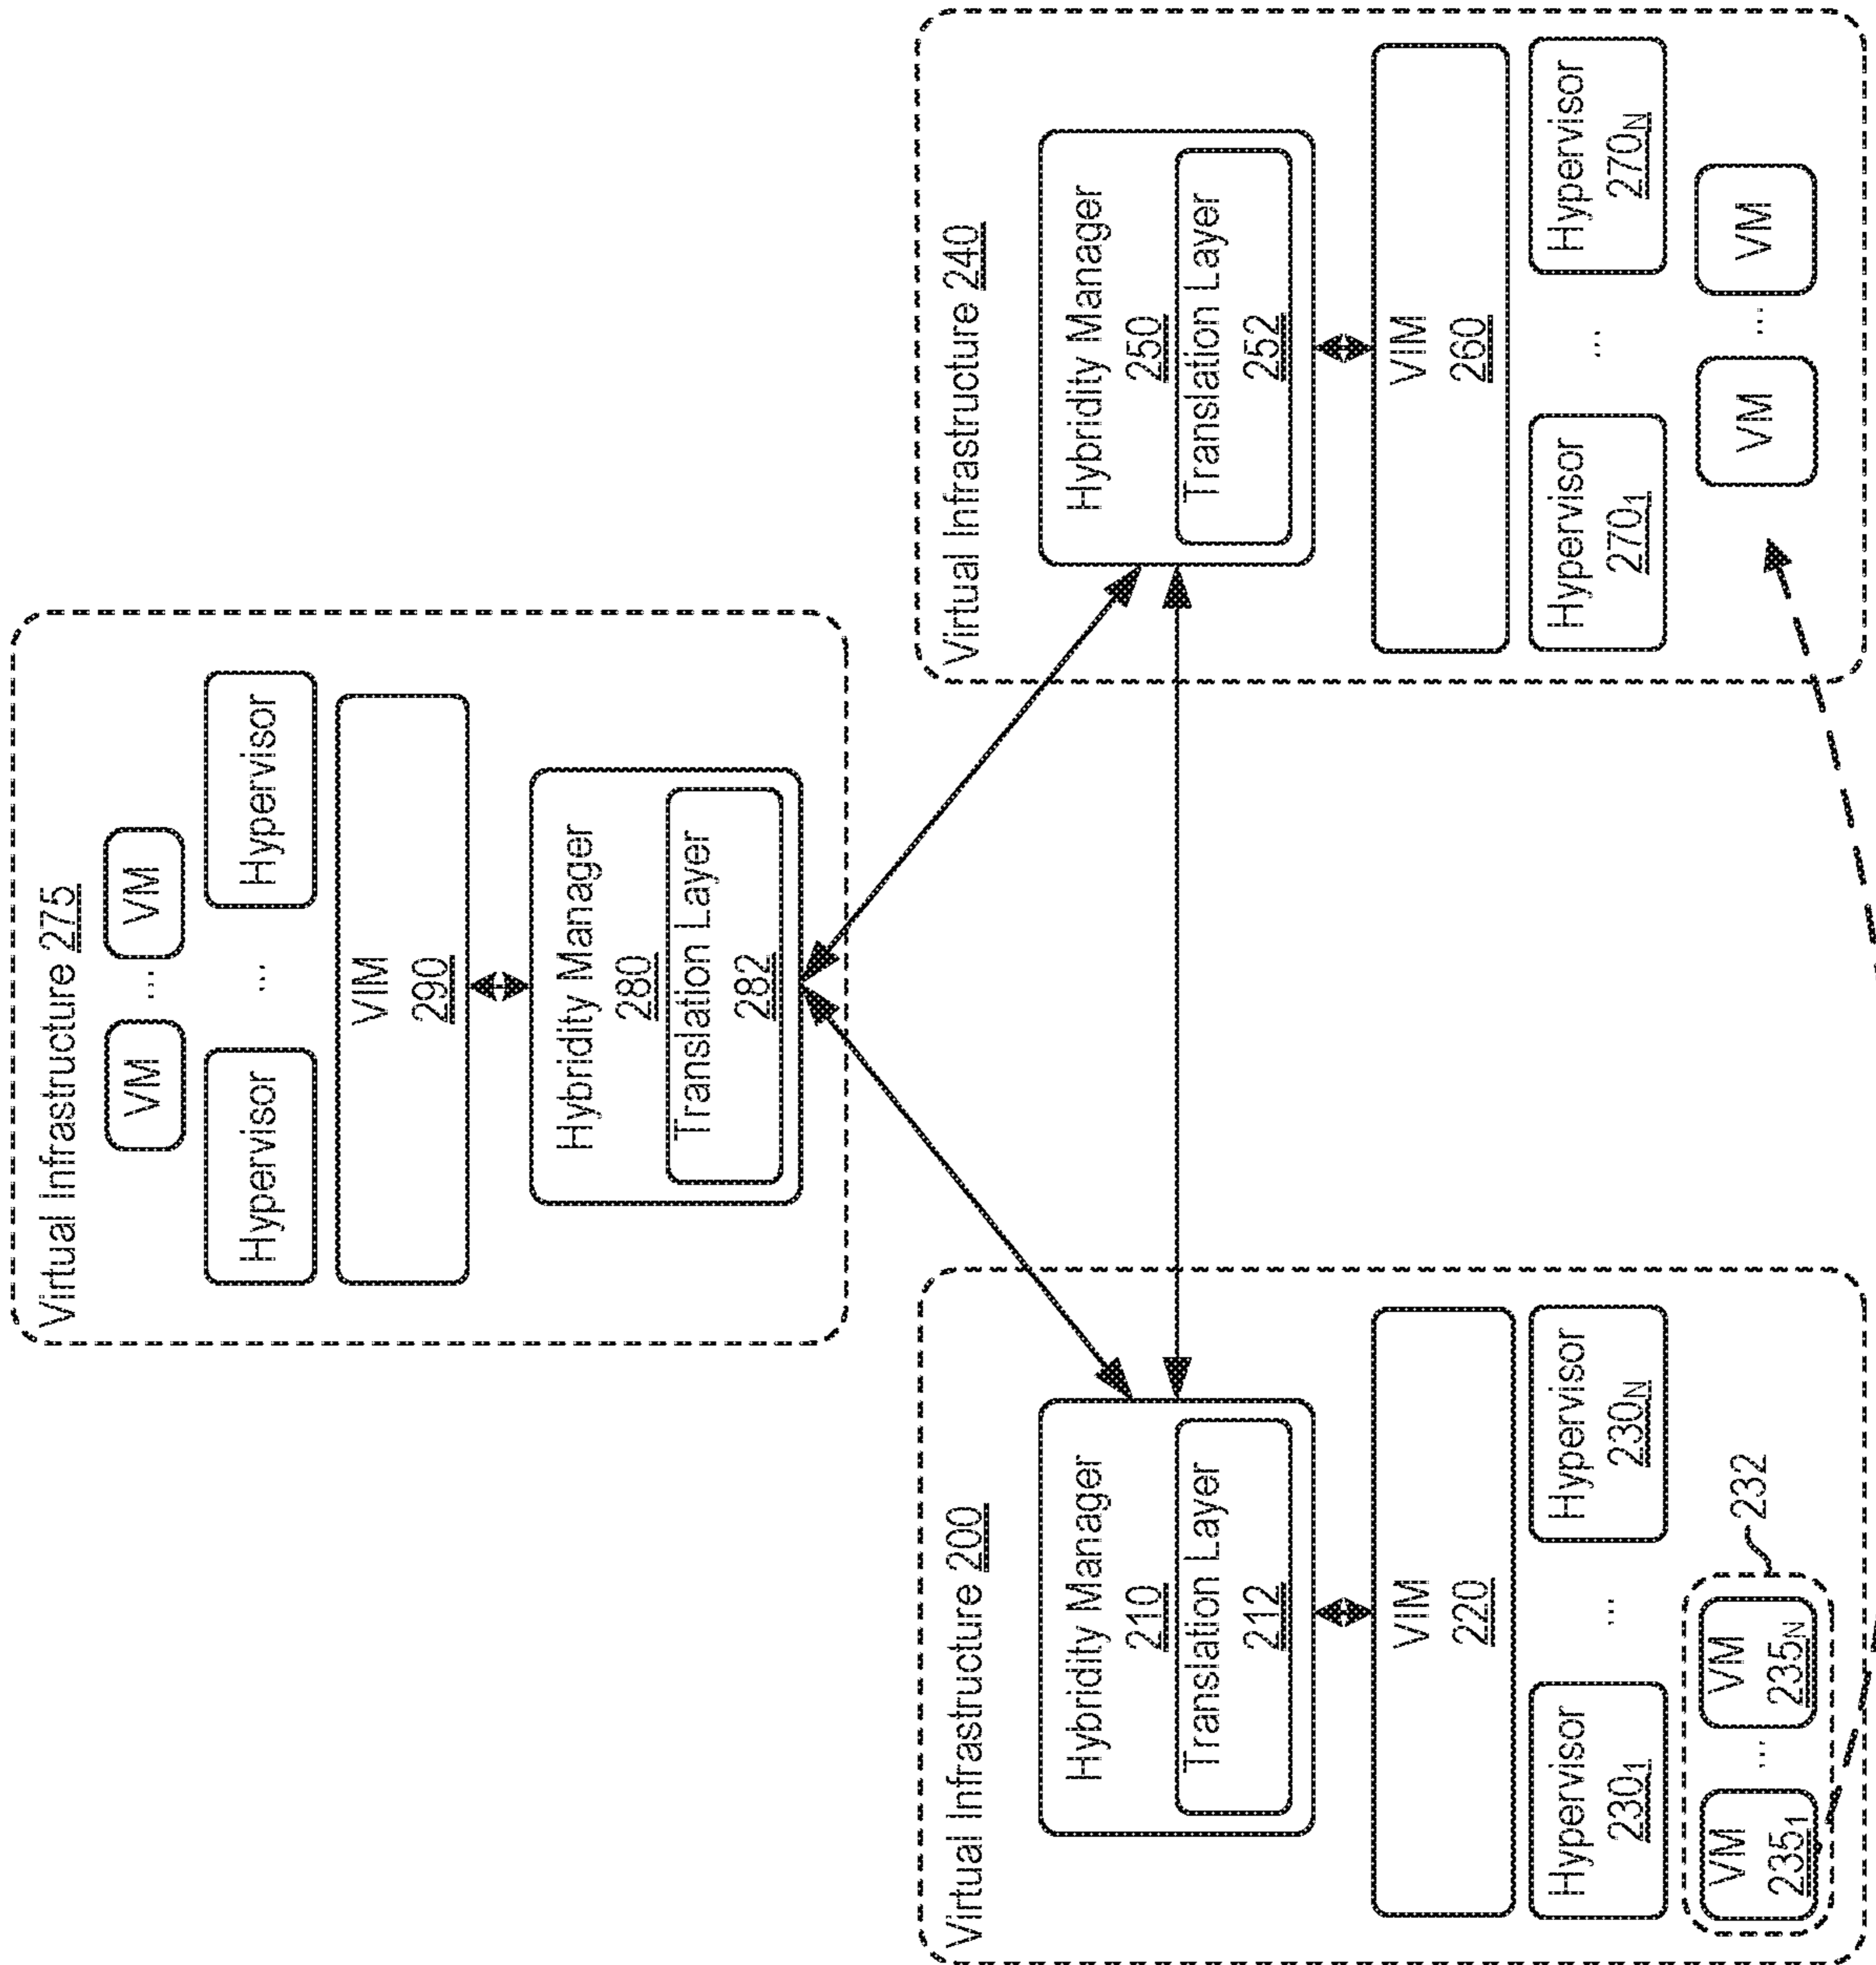 Virtual Infrastructure 275
VM ... VM
Hypervisor ... Hypervisor
VIM
290
Hybridity Manager
280
Translation Layer
282
Virtual Infrastructure 200
Hybridity Manager
210
Translation Layer
212
VIM
220
Hypervisor ... Hypervisor
230₁ 230N
VM ... VM
235₁ 235N
232
Virtual Infrastructure 240
Hybridity Manager
250
Translation Layer
252
VIM
260
Hypervisor ... Hypervisor
270₁ 270N
VM ... VM